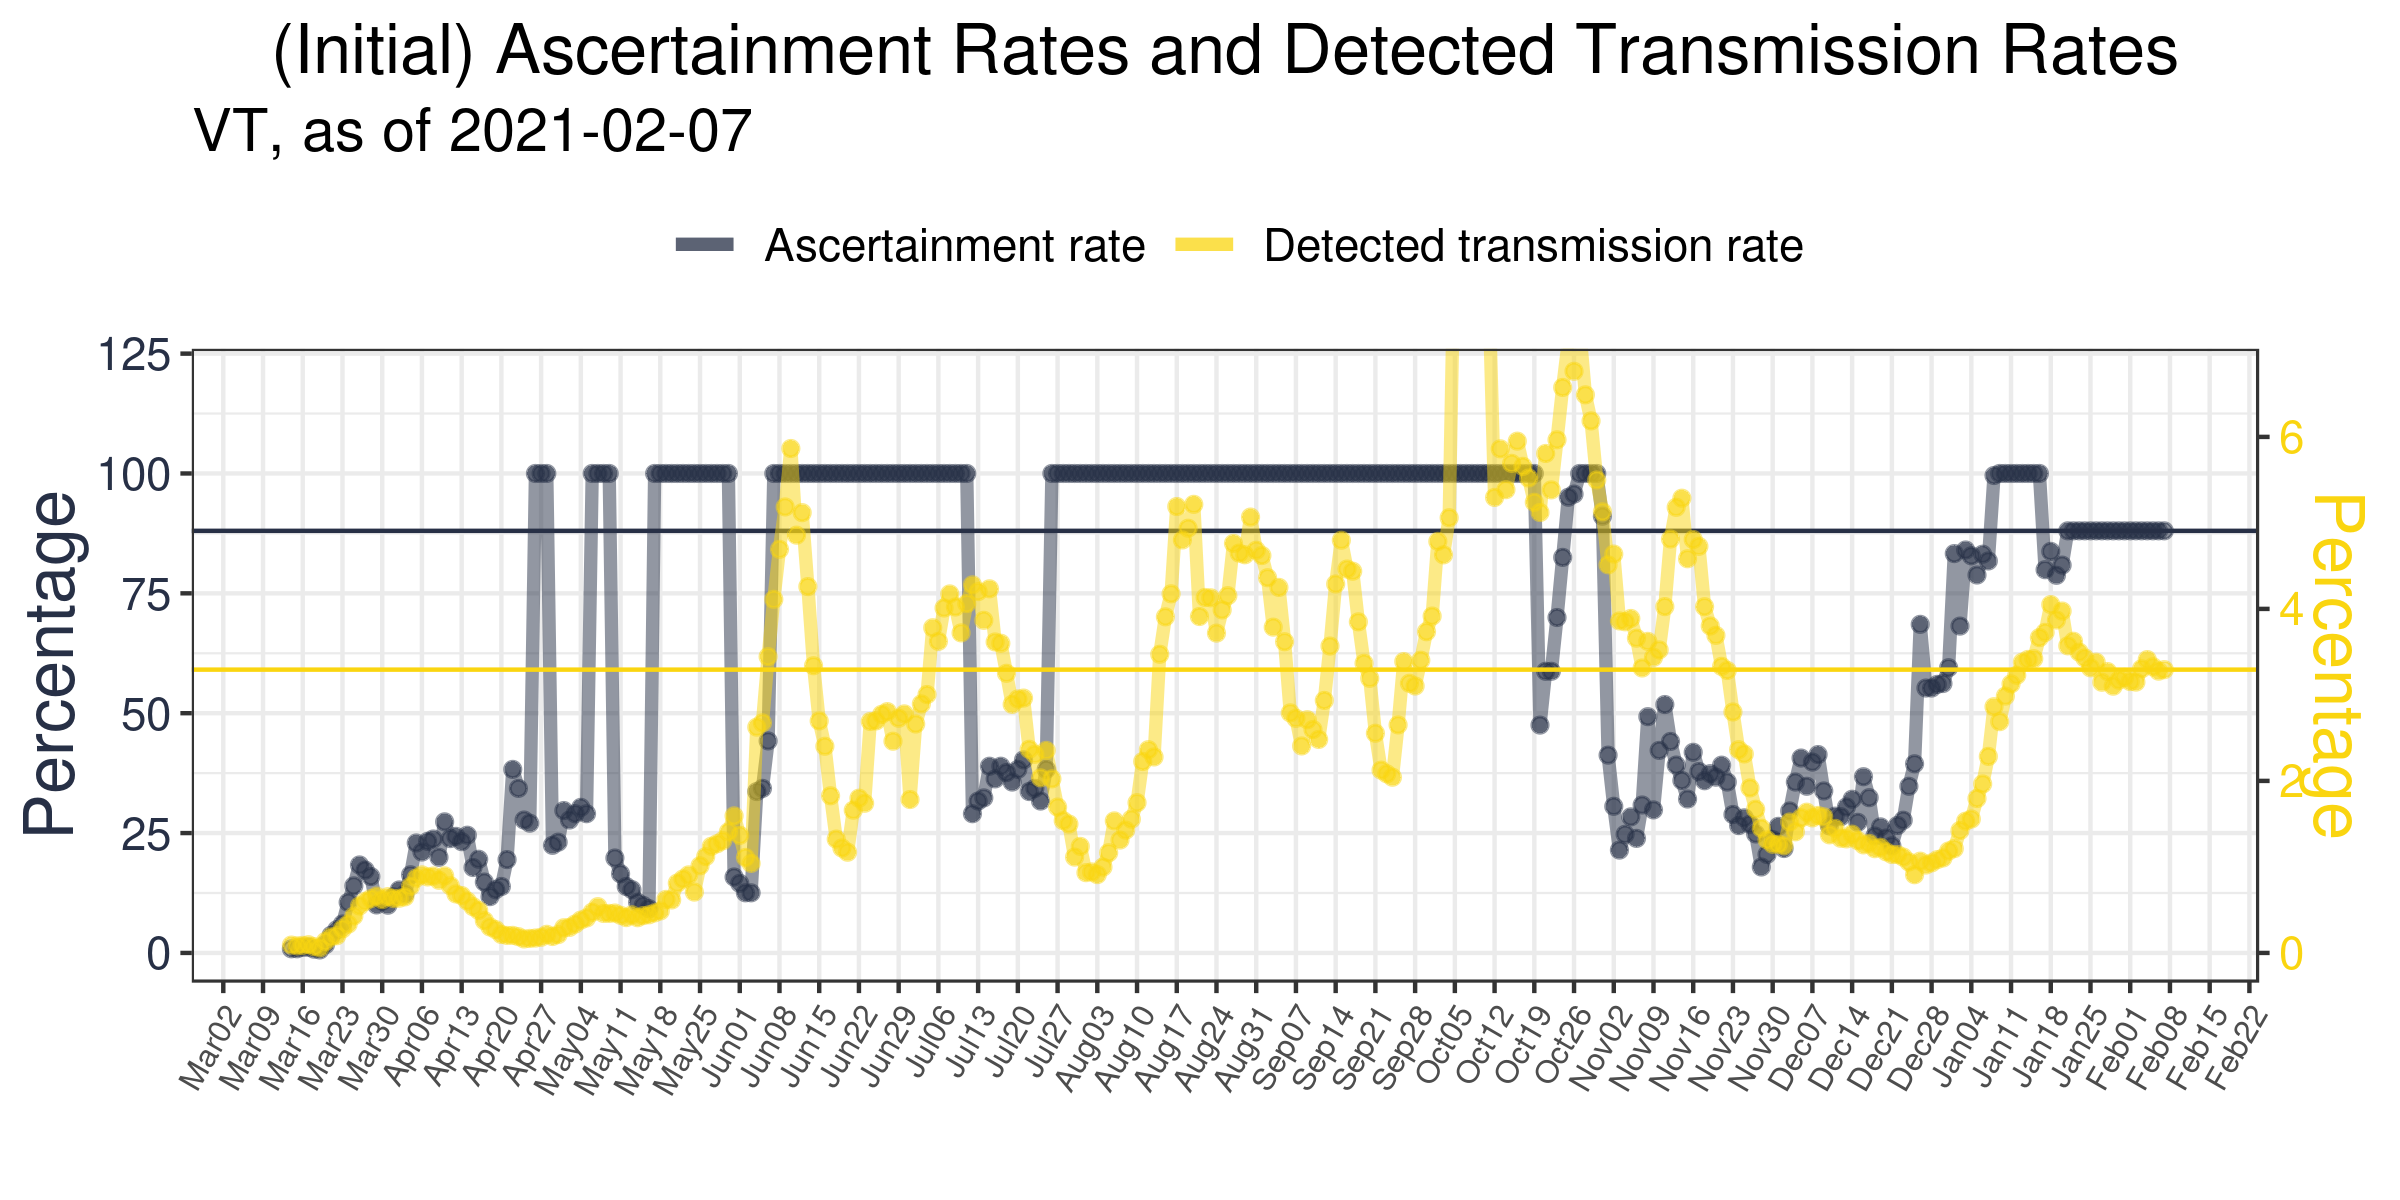 (Initial) Ascertainment Rates and Detected Transmission Rates
VT, as of 2021-02-07
Ascertainment rate Detected transmission rate
125
100
75
50
25
0
Percentage
6
4
2
0
Percentage
Mar02 Mar09 Mar16 Mar23 Mar30 Apr06 Apr13 Apr20 Apr27 May04 May11 May18 May25 Jun01 Jun08 Jun15 Jun22 Jun29 Jul06 Jul13 Jul20 Jul27 Aug03 Aug10 Aug17 Aug24 Aug31 Sep07 Sep14 Sep21 Sep28 Oct05 Oct12 Oct19 Oct26 Nov02 Nov09 Nov16 Nov23 Nov30 Dec07 Dec14 Dec21 Dec28 Jan04 Jan11 Jan18 Jan25 Feb01 Feb08 Feb15 Feb22